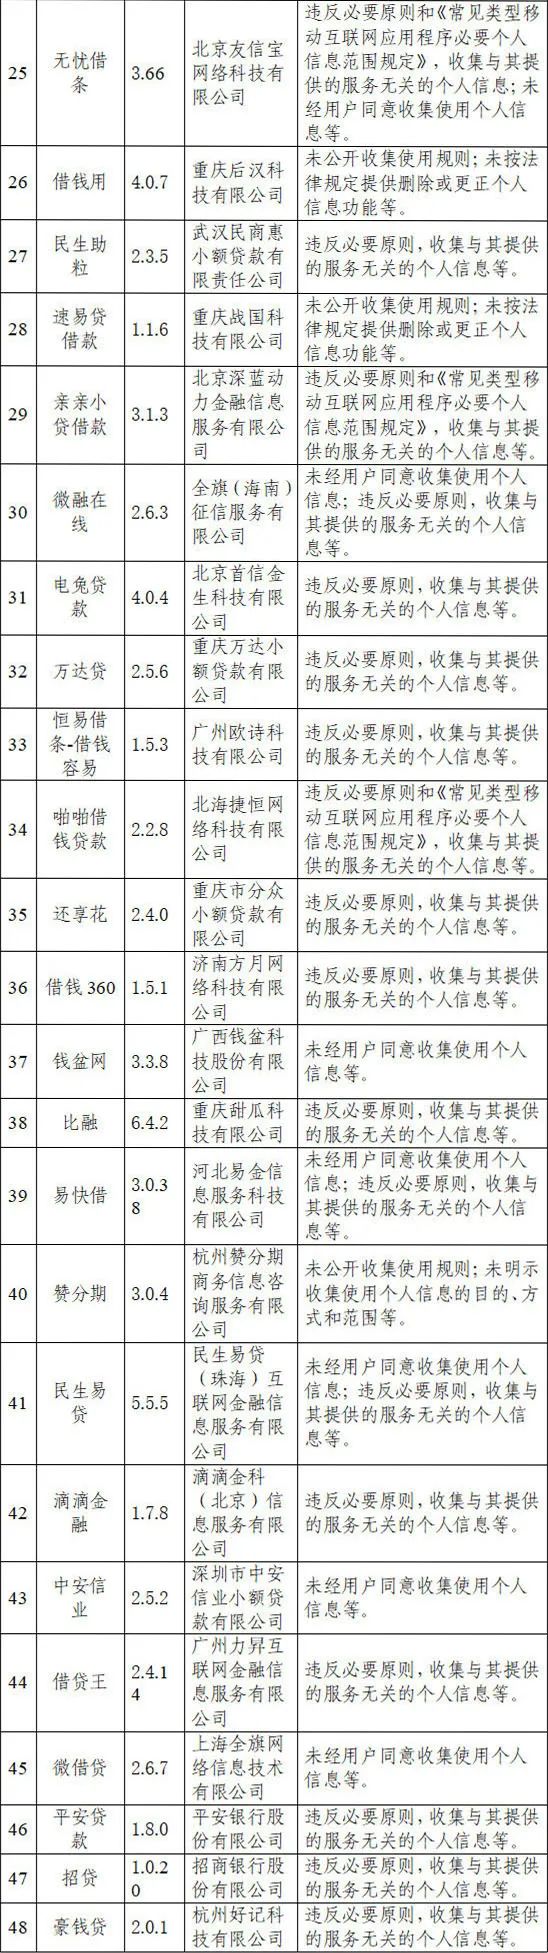 25
无忧借
条
3.66
北京友信宝
网络科技有
限公司
违反必要原则和《常见类型移
动互联网应用程序必要个人
信息范围规定》，收集与其提
供的服务无关的个人信息；未
经用户同意收集使用个人信
息等。
26
借钱用
4.0.7
重庆后汉科
技有限公司
未公开收集使用规则；未按法
律规定提供删除或更正个人
信息功能等。
27
民生助
粒
2.3.5
武汉民商惠
小额贷款有
限责任公司
违反必要原则，收集与其提供
的服务无关的个人信息等。
28
速易贷
借款
1.1.6
重庆战国科
技有限公司
未公开收集使用规则；未按法
律规定提供删除或更正个人
信息功能等。
29
亲亲小
贷借款
3.1.3
北京深蓝动
力金融信息
服务有限公
司
违反必要原则和《常见类型移
动互联网应用程序必要个人
信息范围规定》，收集与其提
供的服务无关的个人信息等。
30
微融在
线
2.6.3
全旗（海南）
征信服务有
限公司
未经用户同意收集使用个人
信息；违反必要原则，收集与
其提供的服务无关的个人信
息等。
31
电兔贷
款
4.0.4
北京首信金
生科技有限
公司
违反必要原则，收集与其提供
的服务无关的个人信息等。
32
万达贷
2.5.6
重庆万达小
额贷款有限
公司
违反必要原则，收集与其提供
的服务无关的个人信息等。
33
恒易借
条-借钱
容易
1.5.3
广州欧诗科
技有限公司
违反必要原则，收集与其提供
的服务无关的个人信息等。
34
啪啪借
钱贷款
2.2.8
北海捷恒网
络科技有限
公司
违反必要原则和《常见类型移
动互联网应用程序必要个人
信息范围规定》，收集与其提
供的服务无关的个人信息等。
35
还享花
2.4.0
重庆市分众
小额贷款有
限公司
违反必要原则，收集与其提供
的服务无关的个人信息等。
36
借钱 360
1.5.1
济南方月网
络科技有限
公司
违反必要原则，收集与其提供
的服务无关的个人信息等。
37
钱盆网
3.3.8
广西钱盆科
技股份有限
公司
未经用户同意收集使用个人
信息等。
38
比融
6.4.2
重庆甜瓜科
技有限公司
违反必要原则，收集与其提供
的服务无关的个人信息等。
39
易快借
3.0.3
8
河北易金信
息服务科技
有限公司
未经用户同意收集使用个人
信息；违反必要原则，收集与
其提供的服务无关的个人信
息等。
40
赞分期
3.0.4
杭州赞分期
商务信息咨
询服务有限
公司
未公开收集使用规则；未明示
收集使用个人信息的目的、
方式和范围等。
41
民生易
贷
5.5.5
民生易贷
（珠海）互
联网金融信
息服务有限
公司
未经用户同意收集使用个人
信息；违反必要原则，收集与
其提供的服务无关的个人信
息等。
42
滴滴金
融
1.7.8
滴滴金科
（北京）信
息服务有限
公司
违反必要原则，收集与其提供
的服务无关的个人信息等。
43
中安信
业
2.5.2
深圳市中安
信业小额贷
款有限公司
未经用户同意收集使用个人
信息等。
44
借贷王
2.4.1
4
广州力昇互
联网金融信
息服务有限
公司
违反必要原则，收集与其提供
的服务无关的个人信息等。
45
微借贷
2.6.7
上海全旗网
络信息技术
有限公司
未经用户同意收集使用个人
信息等。
46
平安贷
款
1.8.0
平安银行股
份有限公司
违反必要原则，收集与其提供
的服务无关的个人信息等。
47
招贷
1.0.2
0
招商银行股
份有限公司
违反必要原则，收集与其提供
的服务无关的个人信息等。
48
豪钱贷
2.0.1
杭州好记科
技有限公司
违反必要原则，收集与其提供
的服务无关的个人信息等。